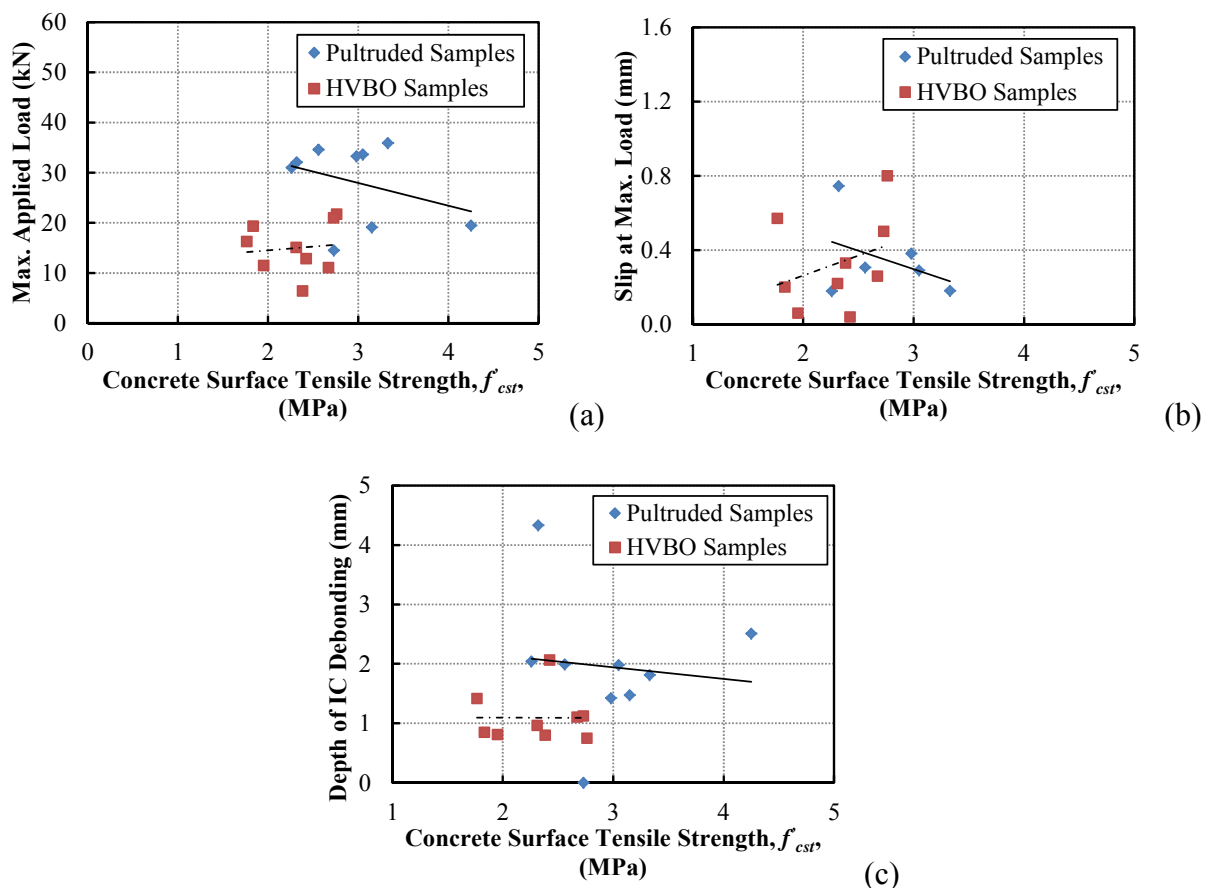 60
50
40
30
20
10
0
Max. Applied Load (kN)
Pultruded Samples
HVBO Samples
0 1 2 3 4 5
Concrete Surface Tensile Strength, f'cst,
(MPa)
(a)
1.6
1.2
0.8
0.4
0.0
Slip at Max. Load (mm)
Pultruded Samples
HVBO Samples
1 2 3 4 5
Concrete Surface Tensile Strength, f'cst,
(MPa)
(b)
5
4
3
2
1
0
Depth of IC Debonding (mm)
Pultruded Samples
HVBO Samples
1 2 3 4 5
Concrete Surface Tensile Strength, f'cst,
(MPa)
(c)